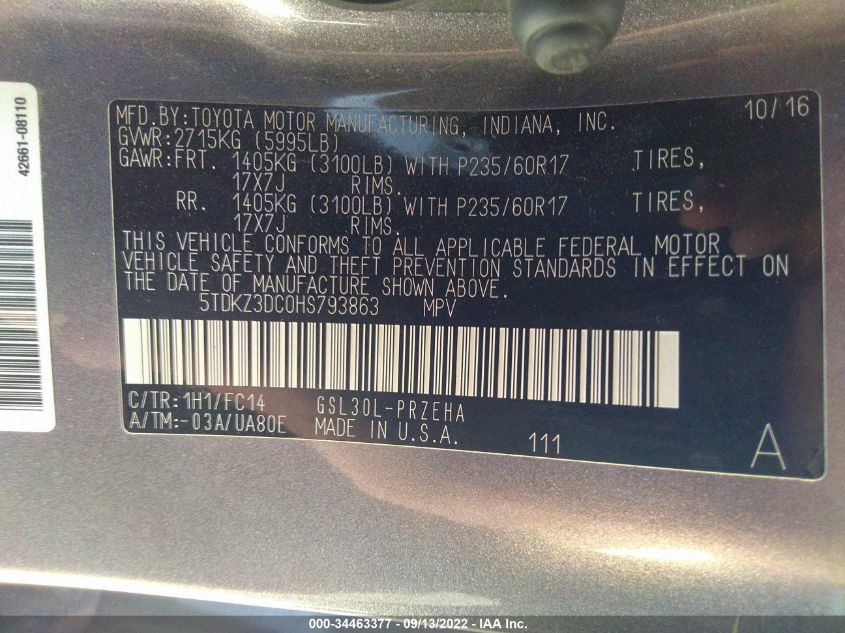 42661-08110
MFD.BY:TOYOTA MOTOR MANUFACTURING, INDIANA, INC. 10/16
GVWR:2715KG (5995LB)
GAWR:FRT. 1405KG (3100LB) WITH P235/60R17 TIRES,
17X7J RIMS.
RR. 1405KG (3100LB) WITH P235/60R17 TIRES,
17X7J RIMS.
THIS VEHICLE CONFORMS TO ALL APPLICABLE FEDERAL MOTOR
VEHICLE SAFETY AND THEFT PREVENTION STANDARDS IN EFFECT ON
THE DATE OF MANUFACTURE SHOWN ABOVE.
5TDKZ3DC0HS793863 MPV
C/TR:1H1/FC14 GSL30L-PRZEHA
A/TM:-03A/UA80E MADE IN U.S.A. 111 A
000-34463377 - 09/13/2022 - IAA Inc.